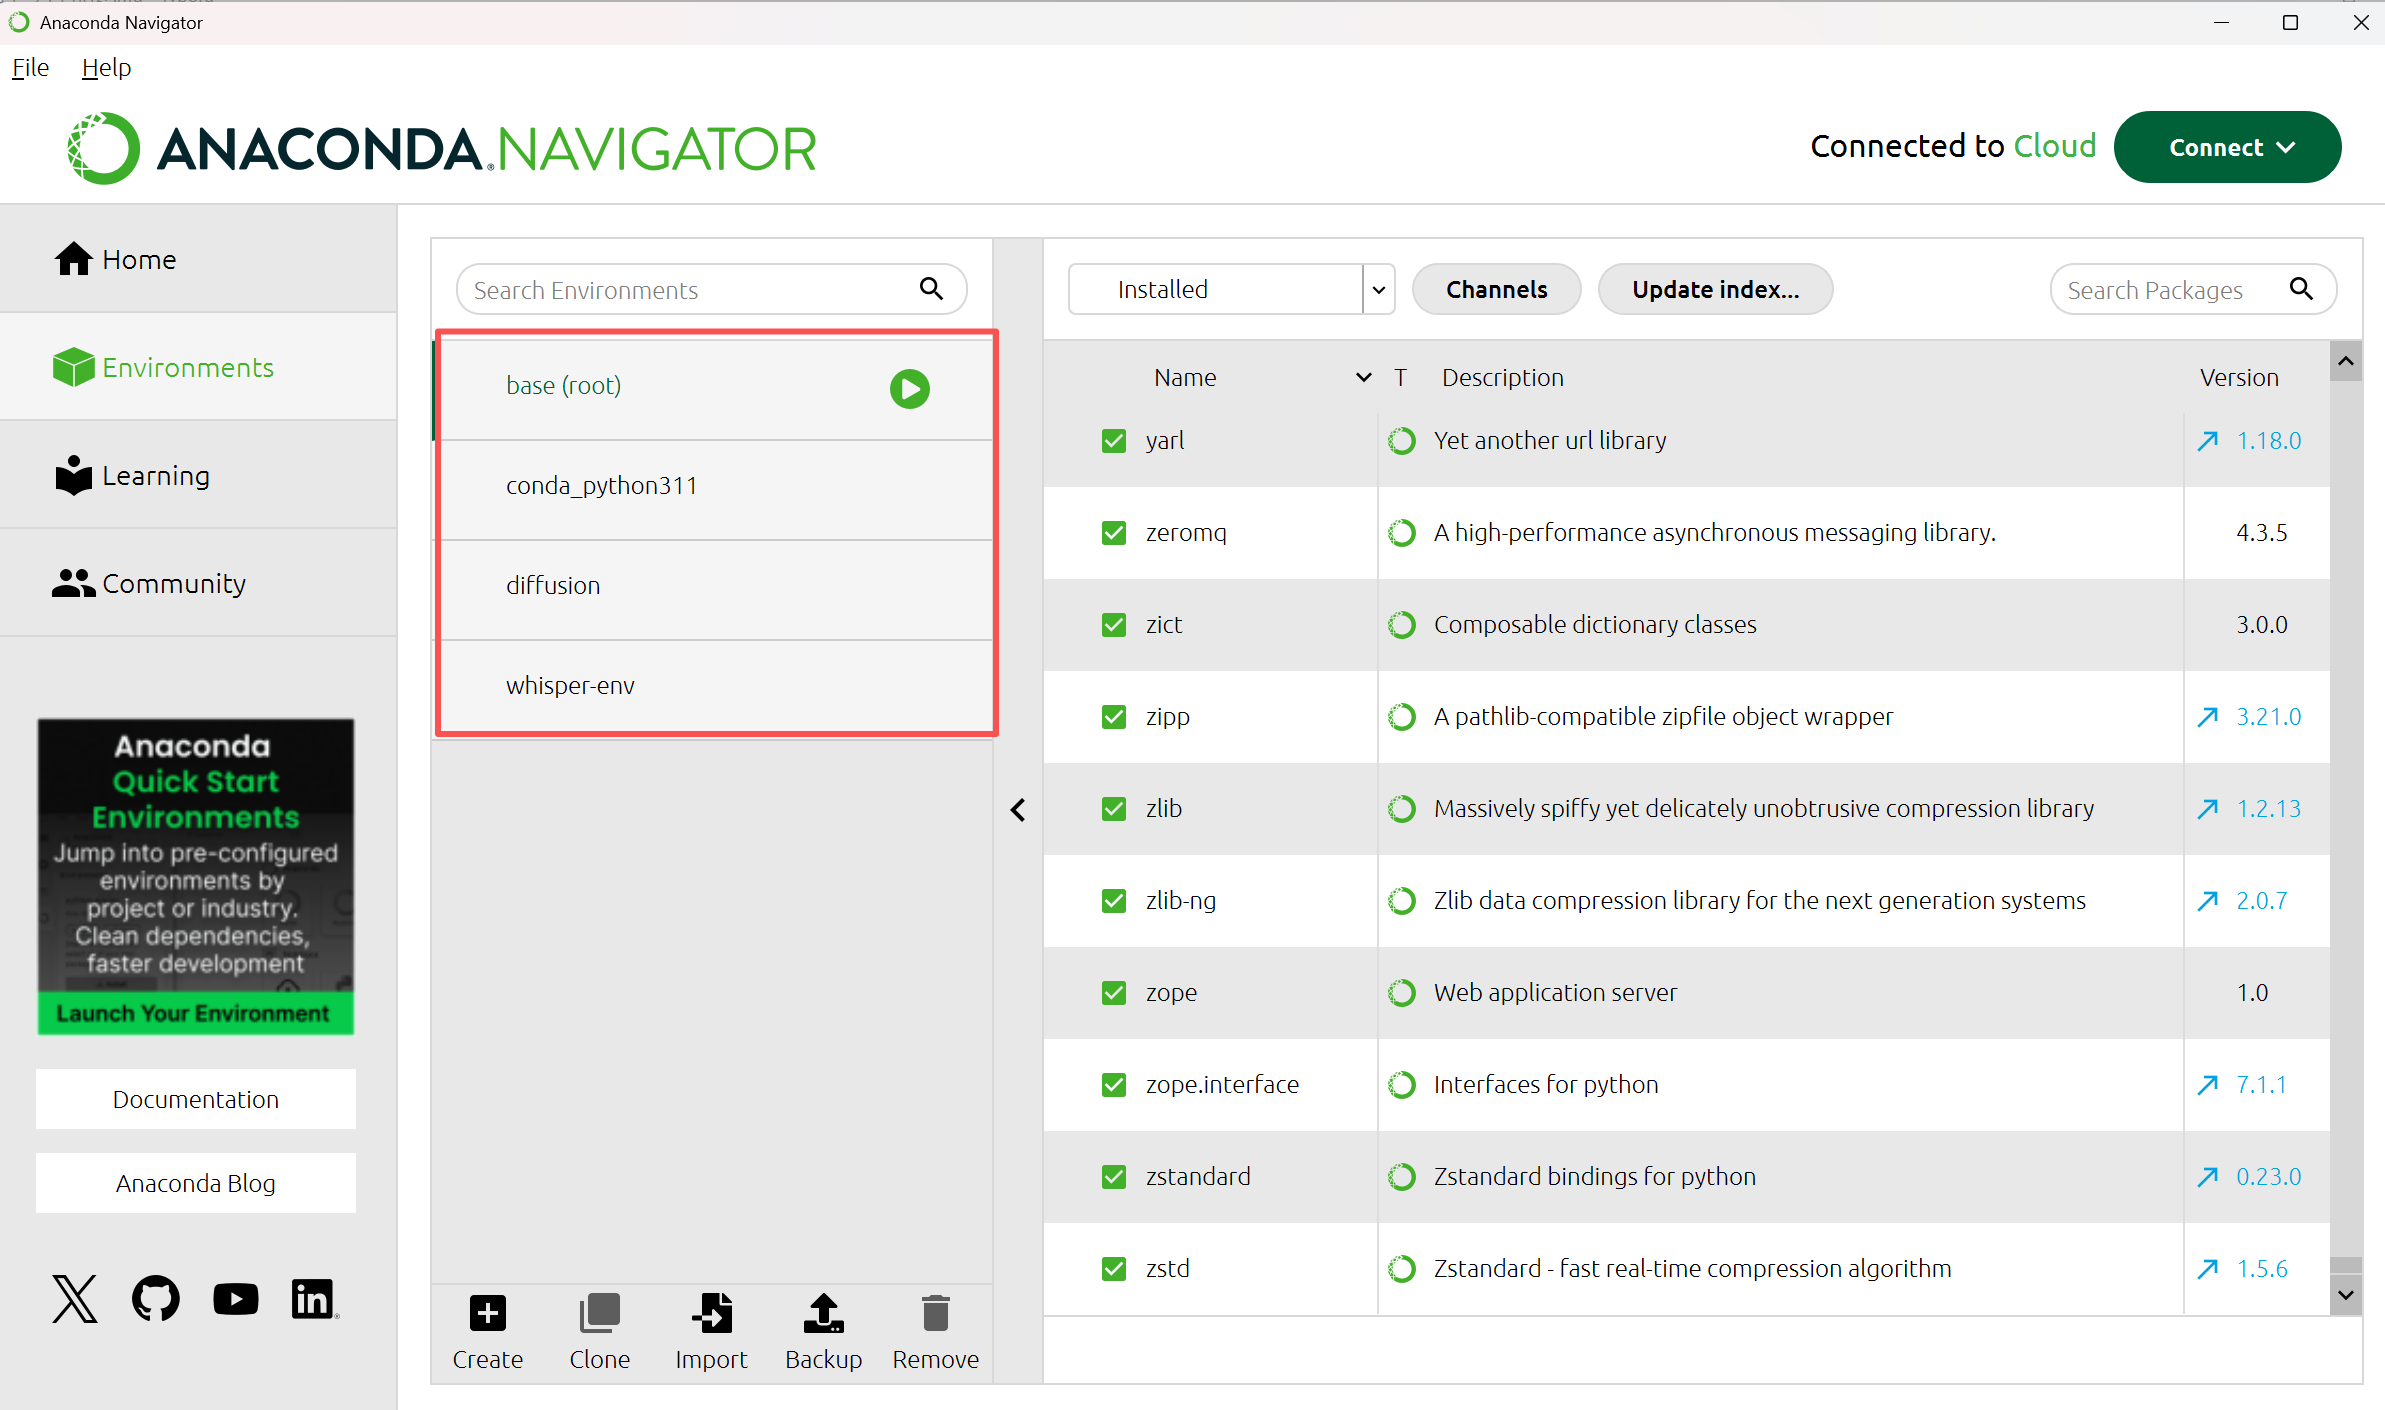 Anaconda Navigator
File Help
ANACONDA.NAVIGATOR
Connected to Cloud Connect
Home
Environments
Learning
Community
Anaconda
Quick Start
Environments
Jump into pre-configured
environments by
project or industry.
Clean dependencies,
faster development
Launch Your Environment
Documentation
Anaconda Blog
Search Environments
base (root)
conda_python311
diffusion
whisper-env
Create Clone Import Backup Remove
Installed Channels Update index... Search Packages
Name T Description Version
yarl Yet another url library 1.18.0
zeromq A high-performance asynchronous messaging library. 4.3.5
zict Composable dictionary classes 3.0.0
zipp A pathlib-compatible zipfile object wrapper 3.21.0
zlib Massively spiffy yet delicately unobtrusive compression library 1.2.13
zlib-ng Zlib data compression library for the next generation systems 2.0.7
zope Web application server 1.0
zope.interface Interfaces for python 7.1.1
zstandard Zstandard bindings for python 0.23.0
zstd Zstandard - fast real-time compression algorithm 1.5.6